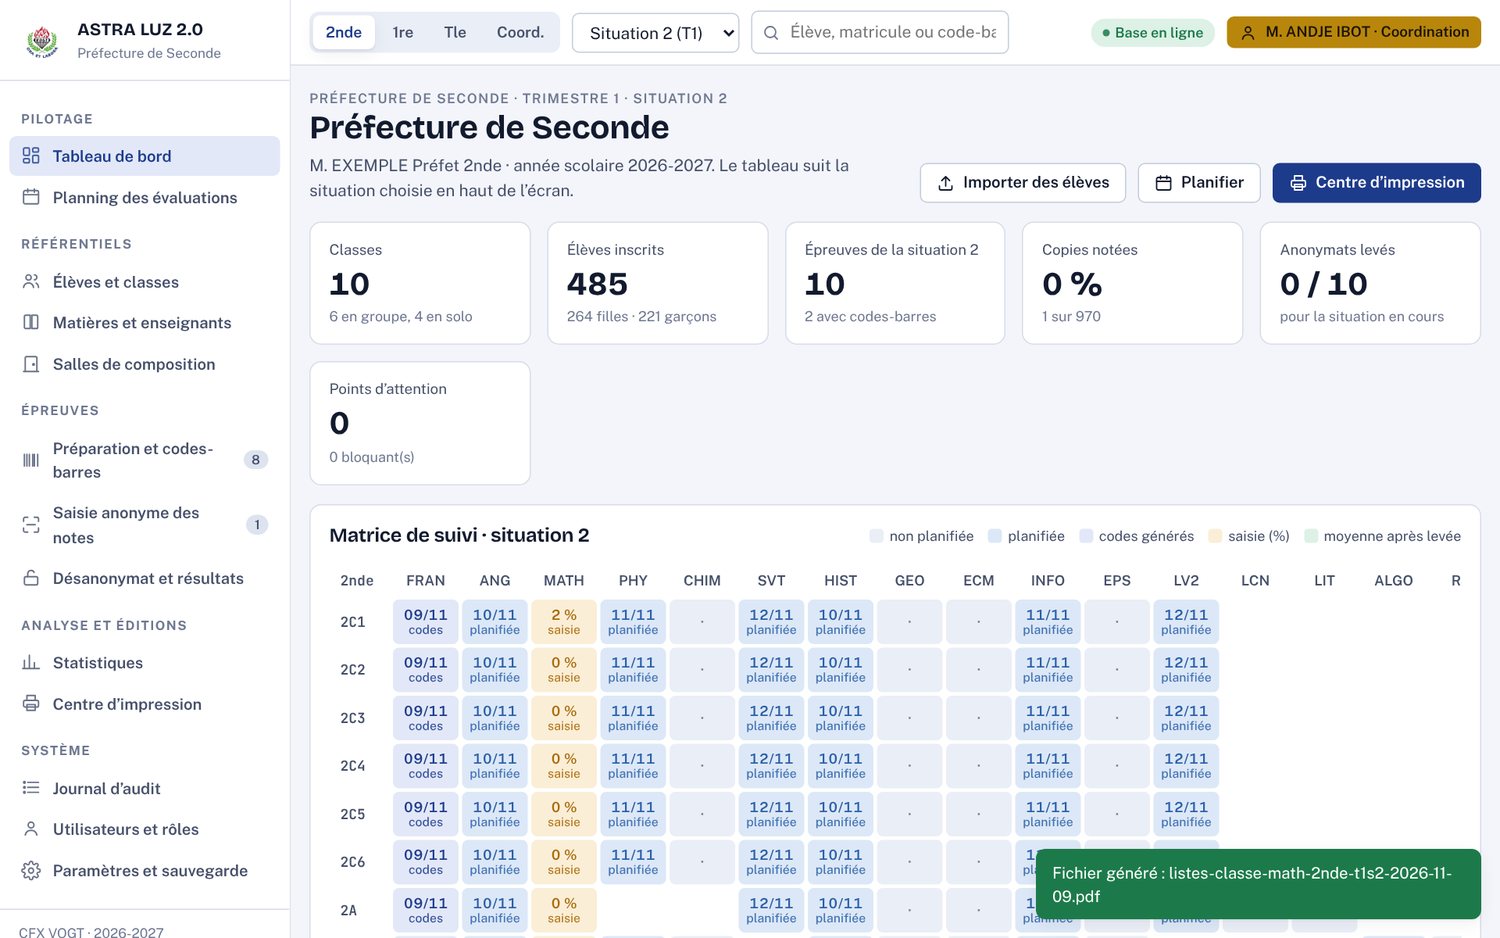 ASTRA LUZ 2.0
Préfecture de Seconde
PILOTAGE
Tableau de bord
Planning des évaluations
RÉFÉRENTIELS
Élèves et classes
Matières et enseignants
Salles de composition
ÉPREUVES
Préparation et codes-
barres
8
Saisie anonyme des
notes
1
Désanonymat et résultats
ANALYSE ET ÉDITIONS
Statistiques
Centre d’impression
SYSTÈME
Journal d’audit
Utilisateurs et rôles
Paramètres et sauvegarde
CFX VOGT · 2026-2027
2nde 1re Tle Coord.
Situation 2 (T1)
Élève, matricule ou code-ba
Base en ligne
M. ANDJE IBOT · Coordination
PRÉFECTURE DE SECONDE · TRIMESTRE 1 · SITUATION 2
Préfecture de Seconde
M. EXEMPLE Préfet 2nde · année scolaire 2026-2027. Le tableau suit la
situation choisie en haut de l’écran.
Importer des élèves
Planifier
Centre d’impression
Classes
10
6 en groupe, 4 en solo
Élèves inscrits
485
264 filles · 221 garçons
Épreuves de la situation 2
10
2 avec codes-barres
Copies notées
0 %
1 sur 970
Anonymats levés
0 / 10
pour la situation en cours
Points d’attention
0
0 bloquant(s)
Matrice de suivi · situation 2
non planifiée planifiée codes générés saisie (%) moyenne après levée
2nde FRAN ANG MATH PHY CHIM SVT HIST GEO ECM INFO EPS LV2 LCN LIT ALGO R
2C1 09/11 10/11 2 % 11/11 · 12/11 10/11 · · 11/11 · 12/11
codes planifiée saisie planifiée planifiée planifiée planifiée planifiée
2C2 09/11 10/11 0 % 11/11 · 12/11 10/11 · · 11/11 · 12/11
codes planifiée saisie planifiée planifiée planifiée planifiée planifiée
2C3 09/11 10/11 0 % 11/11 · 12/11 10/11 · · 11/11 · 12/11
codes planifiée saisie planifiée planifiée planifiée planifiée planifiée
2C4 09/11 10/11 0 % 11/11 · 12/11 10/11 · · 11/11 · 12/11
codes planifiée saisie planifiée planifiée planifiée planifiée planifiée
2C5 09/11 10/11 0 % 11/11 · 12/11 10/11 · · 11/11 · 12/11
codes planifiée saisie planifiée planifiée planifiée planifiée planifiée
2C6 09/11 10/11 0 % 11/11 · 12/11 10/11 · ·
codes planifiée saisie planifiée planifiée planifiée
2A 09/11 10/11 0 % 12/11 10/11 · ·
codes planifiée saisie planifiée planifiée
Fichier généré : listes-classe-math-2nde-t1s2-2026-11-
09.pdf